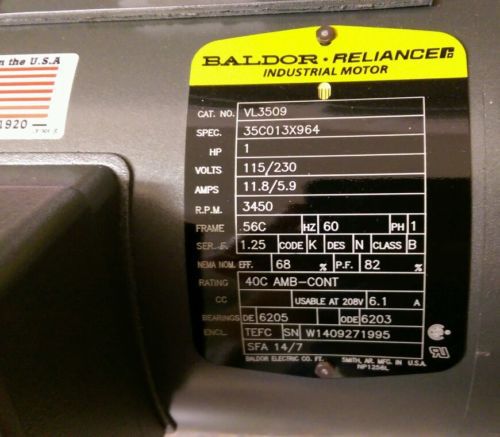 n the U.S.A
1920
BALDOR · RELIANCE
INDUSTRIAL MOTOR
CAT. NO. VL3509
SPEC. 35C013X964
HP 1
VOLTS 115/230
AMPS 11.8/5.9
R.P.M. 3450
FRAME 56C HZ 60 PH 1
SER. F. 1.25 CODE K DES N CLASS B
NEMA NOM. EFF. 68 % P.F. 82 %
RATING 40C AMB-CONT
CC USABLE AT 208V 6.1 A
BEARINGS DE 6205 ODE 6203
ENCL. TEFC SN W1409271995
SFA 14/7
BALDOR ELECTRIC CO. FT. SMITH, AR. MFG. IN U.S.A.
NP1256L